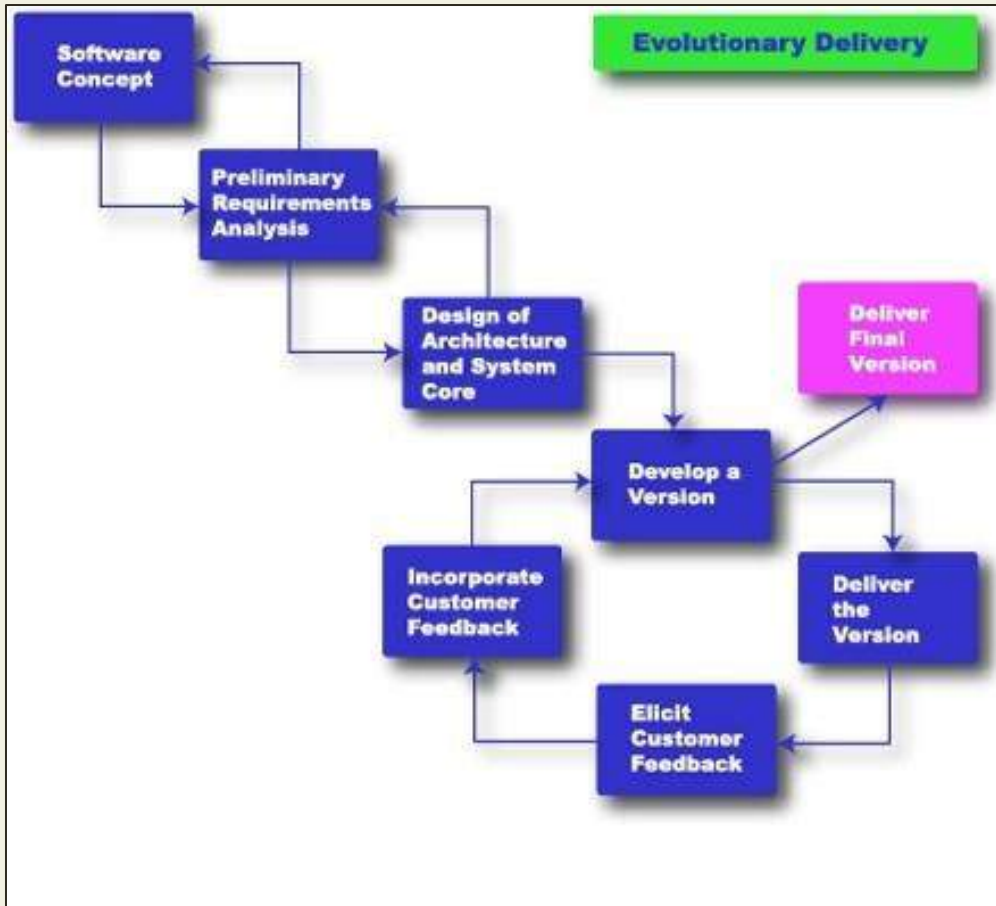 Software
Concept
Evolutionary Delivery
Preliminary
Requirements
Analysis
Design of
Architecture
and System
Core
Deliver
Final
Version
Develop a
Version
Incorporate
Customer
Feedback
Deliver
the
Version
Elicit
Customer
Feedback